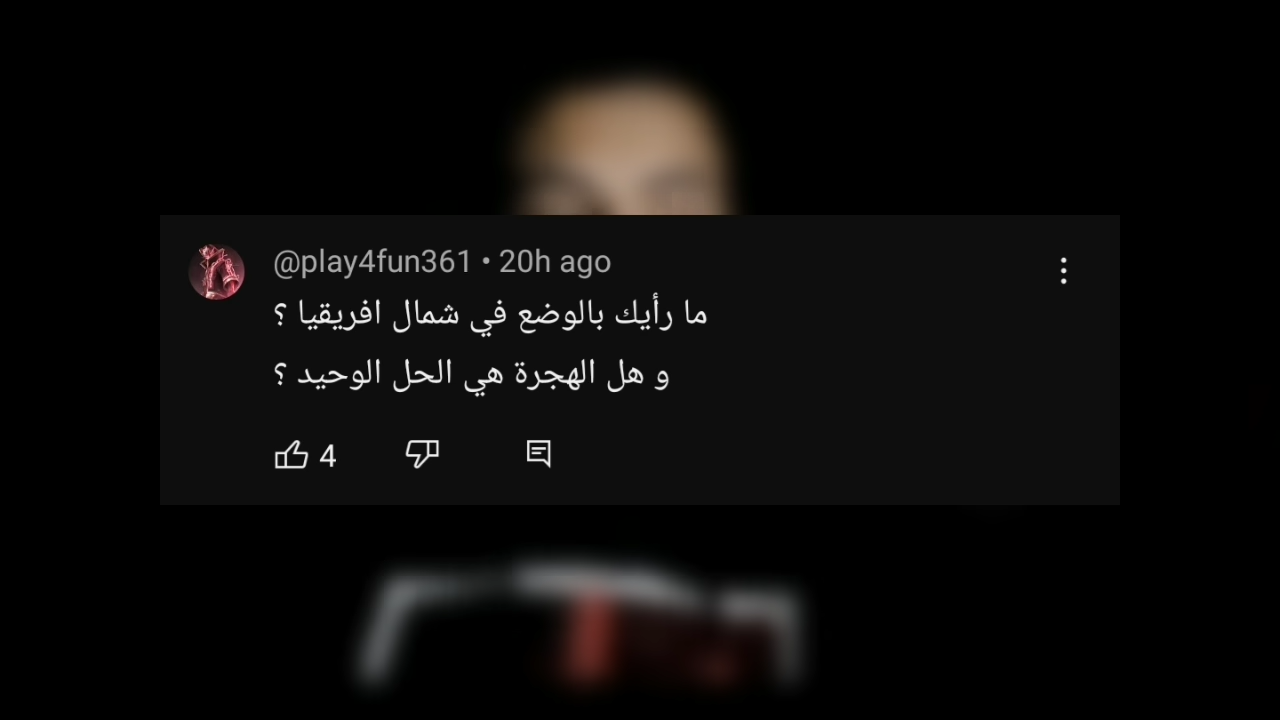 @play4fun361 • 20h ago
ما رأيك بالوضع في شمال افريقيا ؟
و هل الهجرة هي الحل الوحيد ؟
4